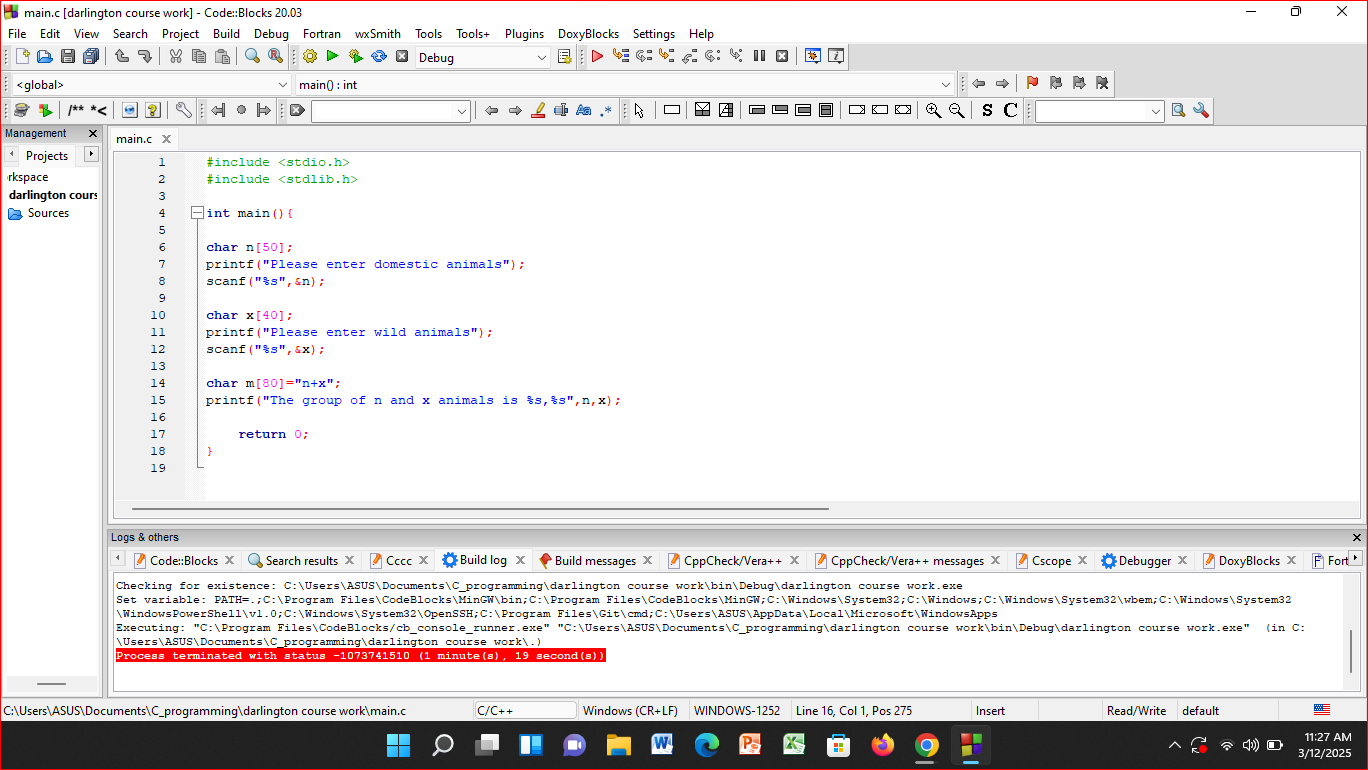 main.c [darlington course work] - Code::Blocks 20.03
File Edit View Search Project Build Debug Fortran wxSmith Tools Tools+ Plugins DoxyBlocks Settings Help
Debug
<global> main() : int
/** *< Aa .* S C
Management
Projects
rkspace
darlington cours
Sources
main.c
1 #include <stdio.h>
2 #include <stdlib.h>
3
4 int main(){
5
6 char n[50];
7 printf("Please enter domestic animals");
8 scanf("%s",&n);
9
10 char x[40];
11 printf("Please enter wild animals");
12 scanf("%s",&x);
13
14 char m[80]="n+x";
15 printf("The group of n and x animals is %s,%s",n,x);
16
17 return 0;
18 }
19
Logs & others
Code::Blocks Search results Cccc Build log Build messages CppCheck/Vera++ CppCheck/Vera++ messages Cscope Debugger DoxyBlocks Fort
Checking for existence: C:\Users\ASUS\Documents\C_programming\darlington course work\bin\Debug\darlington course work.exe
Set variable: PATH=.;C:\Program Files\CodeBlocks\MinGW\bin;C:\Program Files\CodeBlocks\MinGW;C:\Windows\System32;C:\Windows;C:\Windows\System32\wbem;C:\Windows\System32
\WindowsPowerShell\v1.0;C:\Windows\System32\OpenSSH;C:\Program Files\Git\cmd;C:\Users\ASUS\AppData\Local\Microsoft\WindowsApps
Executing: "C:\Program Files\CodeBlocks/cb_console_runner.exe" "C:\Users\ASUS\Documents\C_programming\darlington course work\bin\Debug\darlington course work.exe" (in C:
\Users\ASUS\Documents\C_programming\darlington course work\.)
Process terminated with status -1073741510 (1 minute(s), 19 second(s))
C:\Users\ASUS\Documents\C_programming\darlington course work\main.c C/C++ Windows (CR+LF) WINDOWS-1252 Line 16, Col 1, Pos 275 Insert Read/Write default
11:27 AM
3/12/2025